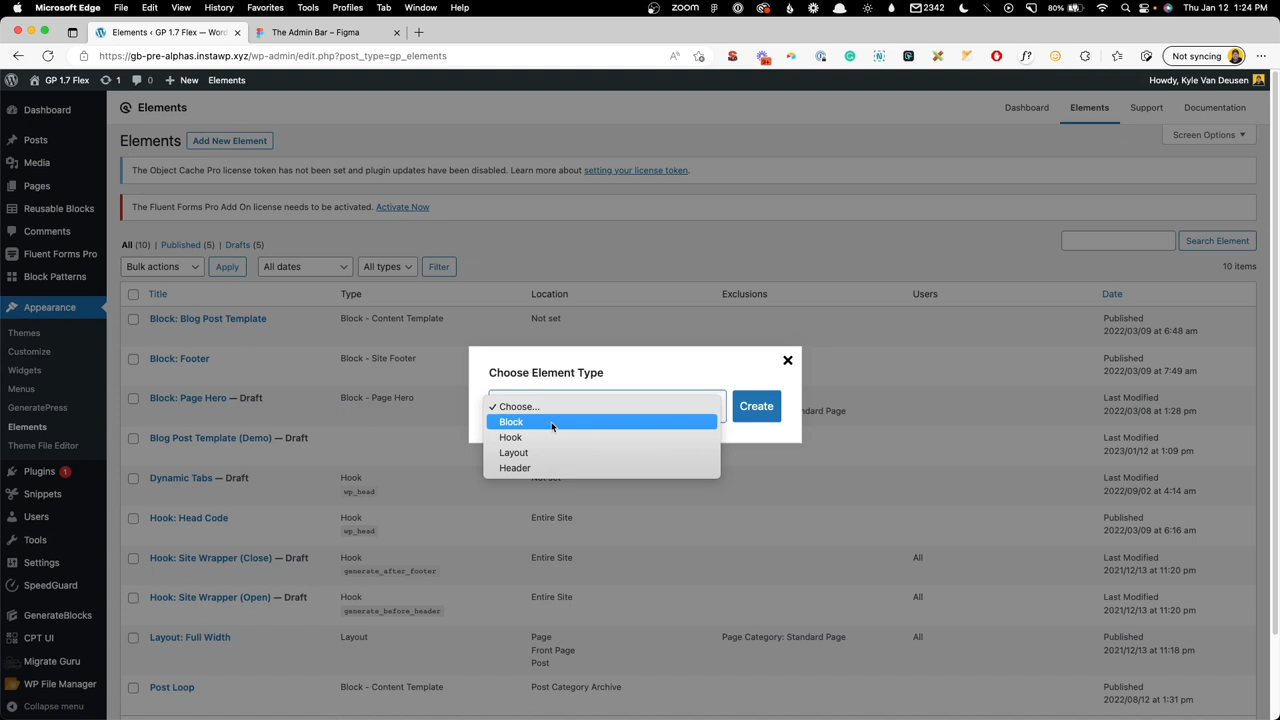 Microsoft Edge File Edit View History Favorites Tools Profiles Tab Window Help zoom 2342 80% Thu Jan 12 1:24 PM
Elements ‹ GP 1.7 Flex — Wor The Admin Bar – Figma
https://gb-pre-alphas.instawp.xyz/wp-admin/edit.php?post_type=gp_elements Not syncing
GP 1.7 Flex 1 0 New Elements Howdy, Kyle Van Deusen
Dashboard
Posts
Media
Pages
Reusable Blocks
Comments
Fluent Forms Pro
Block Patterns
Appearance
Themes
Customize
Widgets
Menus
GeneratePress
Elements
Theme File Editor
Plugins 1
Snippets
Users
Tools
Settings
SpeedGuard
GenerateBlocks
CPT UI
Migrate Guru
WP File Manager
Collapse menu
Elements Dashboard Elements Support Documentation
Elements Add New Element Screen Options
The Object Cache Pro license token has not been set and plugin updates have been disabled. Learn more about setting your license token.
The Fluent Forms Pro Add On license needs to be activated. Activate Now
All (10) | Published (5) | Drafts (5) Search Element
Bulk actions Apply All dates All types Filter 10 items
Title Type Location Exclusions Users Date
Block: Blog Post Template Block - Content Template Not set Published
2022/03/09 at 6:48 am
Block: Footer Block - Site Footer Published
2022/03/09 at 7:49 am
Block: Page Hero — Draft Block - Page Hero Last Modified
2022/03/08 at 1:28 pm
Blog Post Template (Demo) — Draft Last Modified
2023/01/12 at 1:09 pm
Dynamic Tabs — Draft Hook Not set Last Modified
wp_head 2022/09/02 at 4:14 am
Hook: Head Code Hook Entire Site Published
wp_head 2022/03/09 at 6:16 am
Hook: Site Wrapper (Close) — Draft Hook Entire Site All Last Modified
generate_after_footer 2021/12/13 at 11:20 pm
Hook: Site Wrapper (Open) — Draft Hook Entire Site All Last Modified
generate_before_header 2021/12/13 at 11:20 pm
Layout: Full Width Layout Page Page Category: Standard Page All Published
Front Page 2021/12/13 at 11:18 pm
Post
Post Loop Block - Content Template Post Category Archive Published
2022/08/12 at 1:31 pm
Choose Element Type
Choose...
Block
Hook
Layout
Header
Create